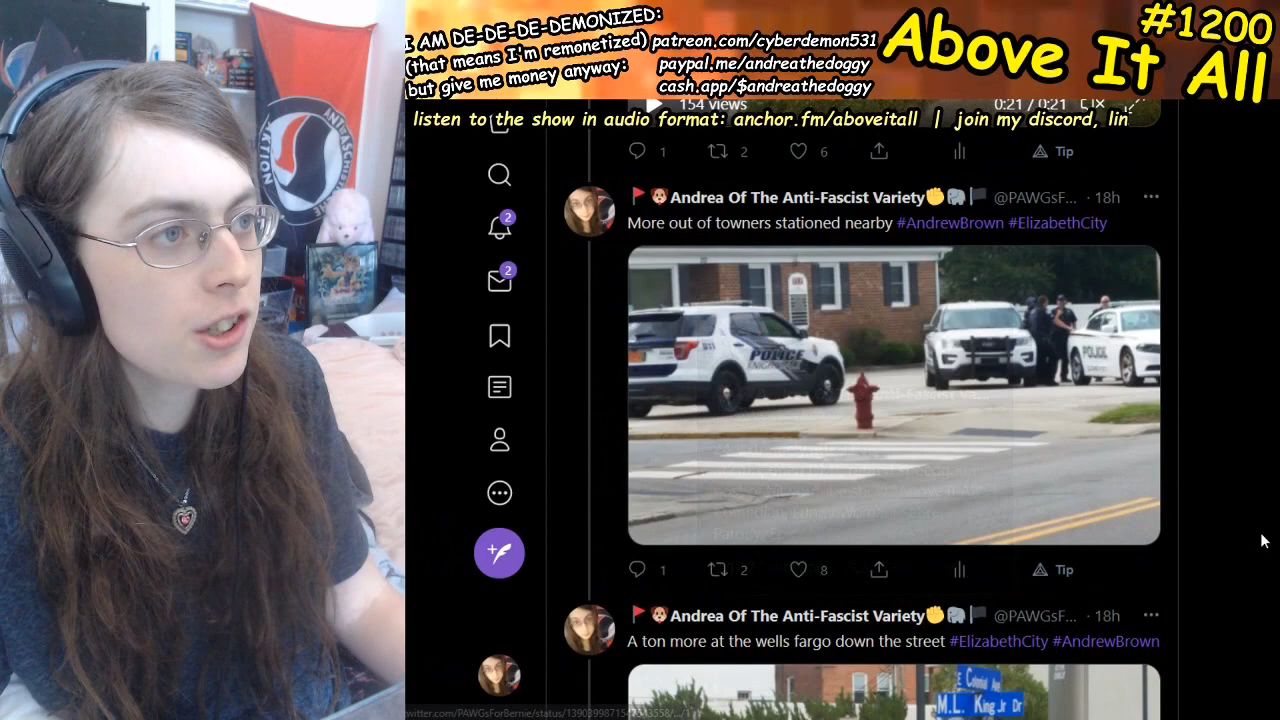 I AM DE-DE-DE-DEMONIZED:
(that means I'm remonetized)
but give me money anyway:
patreon.com/cyberdemon531
paypal.me/andreathedoggy
cash.app/$andreathedoggy
#1200
Above It All
154 views
0:21 / 0:21
listen to the show in audio format: anchor.fm/aboveitall | join my discord, lin
1 2 6 Tip
Andrea Of The Anti-Fascist Variety @PAWGsF... · 18h
More out of towners stationed nearby #AndrewBrown #ElizabethCity
POLICE
POLICE
2
2
1 2 8 Tip
Andrea Of The Anti-Fascist Variety @PAWGsF... · 18h
A ton more at the wells fargo down the street #ElizabethCity #AndrewBrown
E Colonial Ave
M.L. King Jr Dr